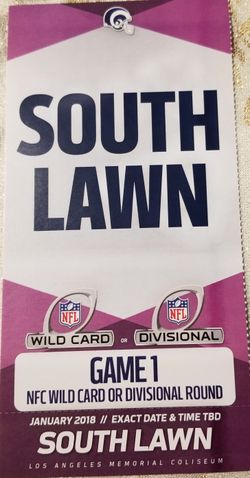 SOUTH
LAWN
NFL
NFL
WILD CARD OR DIVISIONAL
GAME 1
NFC WILD CARD OR DIVISIONAL ROUND
JANUARY 2018 // EXACT DATE & TIME TBD
SOUTH LAWN
LOS ANGELES MEMORIAL COLISEUM